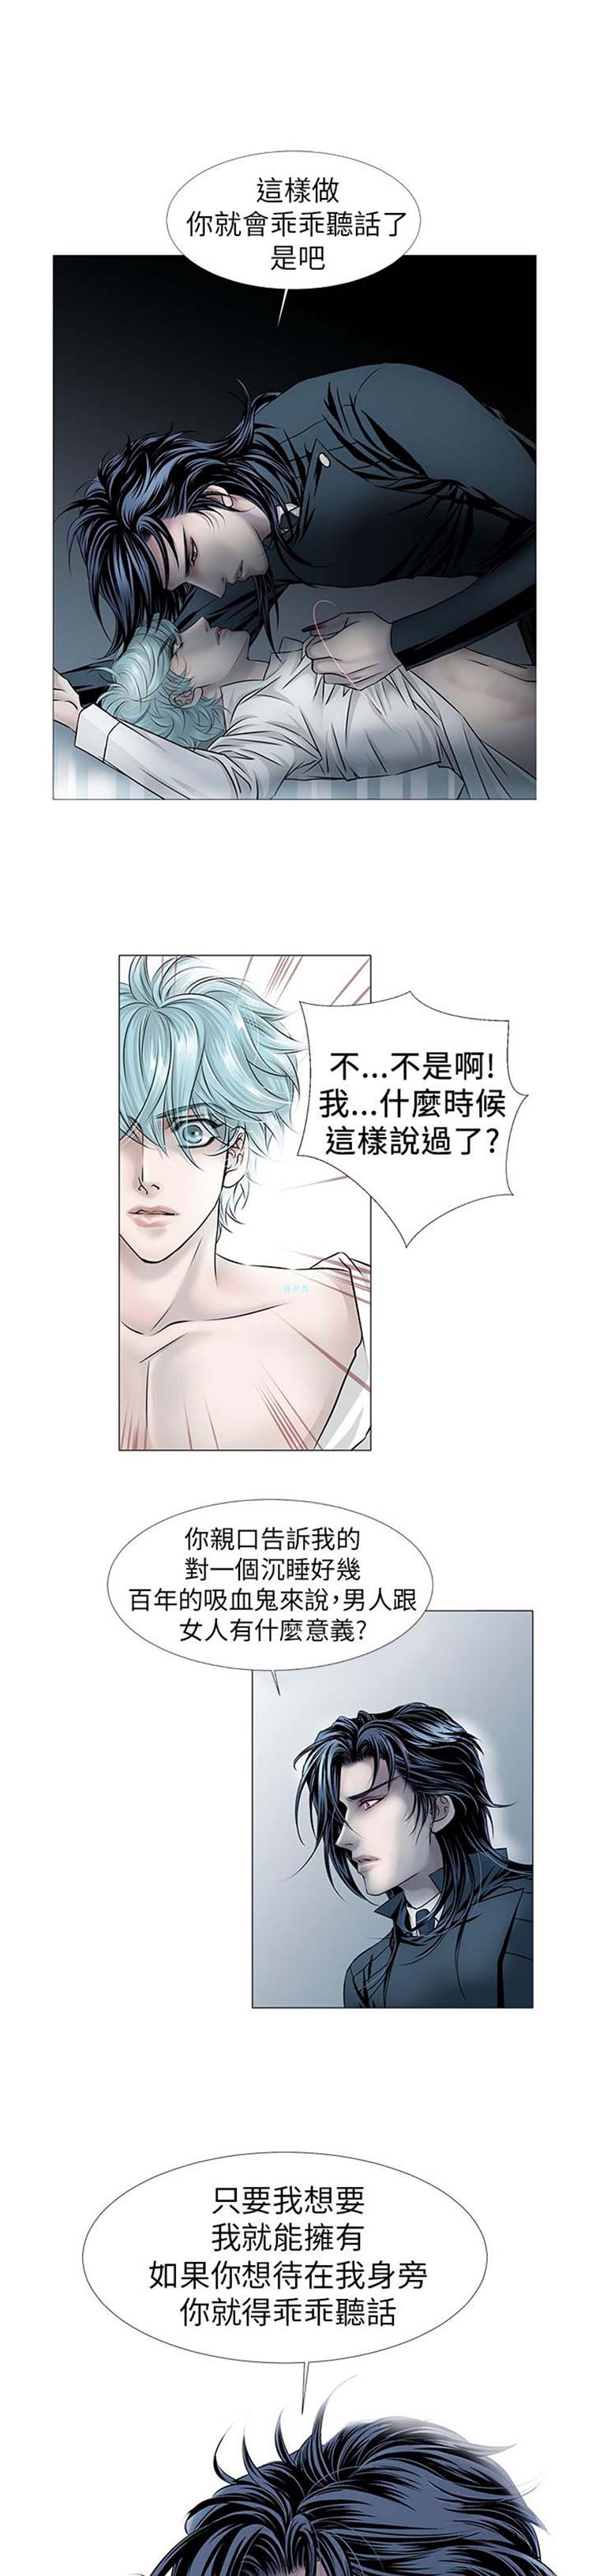 這樣做
你就會乖乖聽話了
是吧
不...不是啊!
我...什麼時候
這樣說過了?
你親口告訴我的
對一個沉睡好幾
百年的吸血鬼來說,男人跟
女人有什麼意義?
只要我想要
我就能擁有
如果你想待在我身旁
你就得乖乖聽話